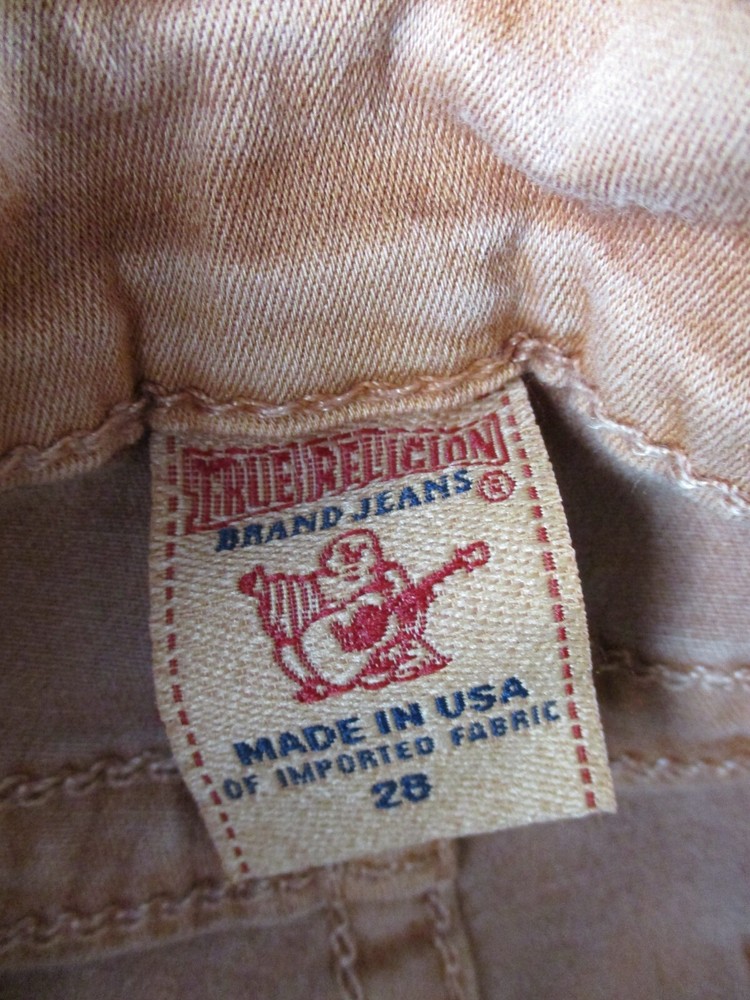 TRUE RELIGION
BRAND JEANS ®
MADE IN USA
OF IMPORTED FABRIC
28